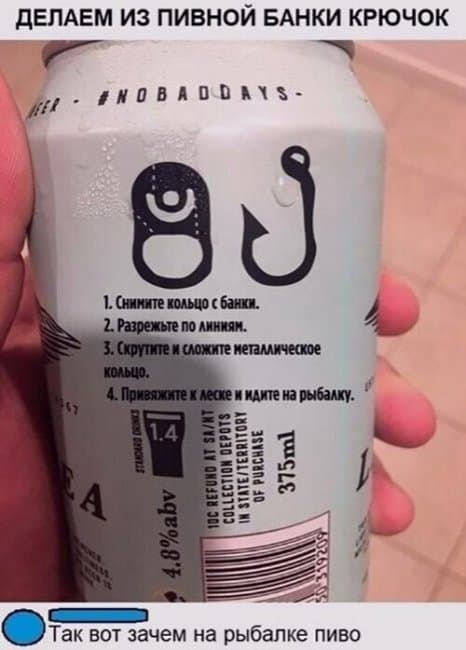 ДЕЛАЕМ ИЗ ПИВНОЙ БАНКИ КРЮЧОК
#NOBADDAYS-
1. Снимите кольцо с банки.
2. Разрежьте по линиям.
3. Скрутите и сложите металлическое
кольцо.
4. Привяжите к леске и идите на рыбалку.
STANDARD DRINKS
1.4
4.8%abv
10C REFUND AT SA/NT
COLLECTION DEPOTS
IN STATE/TERRITORY
OF PURCHASE
375ml
Так вот зачем на рыбалке пиво